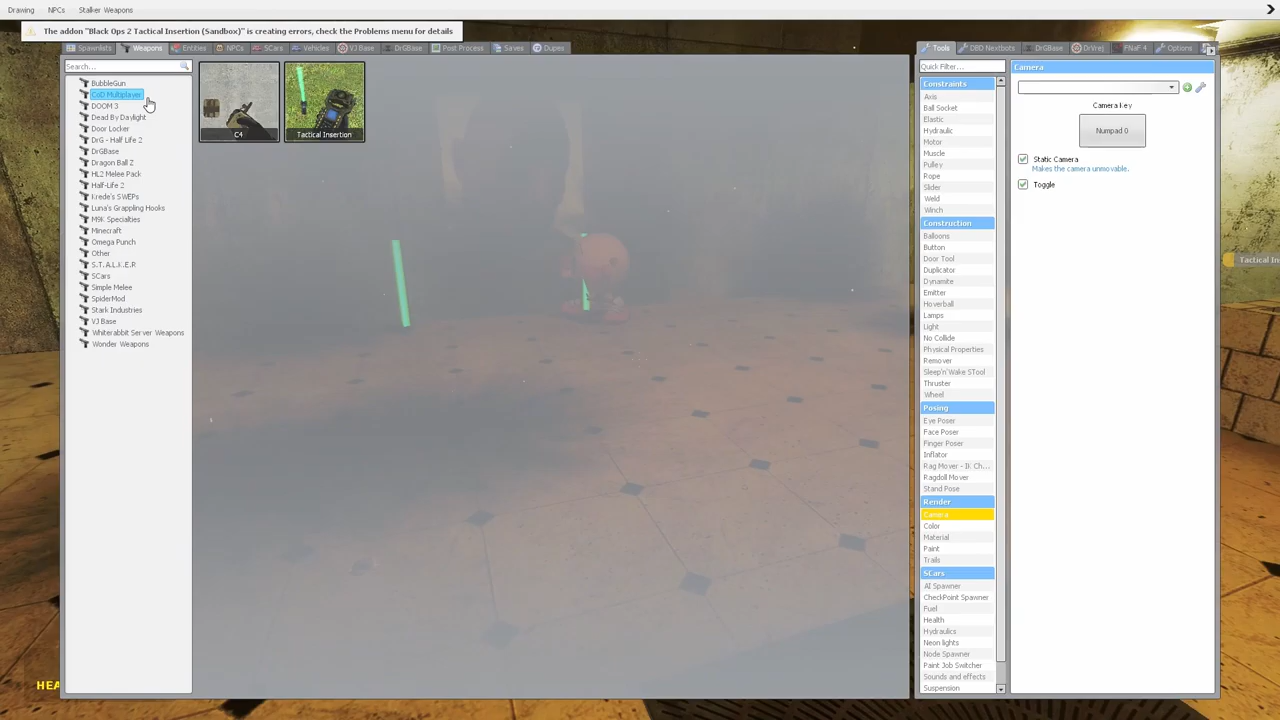 Drawing NPCs Stalker Weapons
The addon "Black Ops 2 Tactical Insertion (Sandbox)" is creating errors, check the Problems menu for details
Spawnlists Weapons Entities NPCs SCars Vehicles VJ Base DrGBase Post Process Saves Dupes
Search...
BubbleGun
CoD Multiplayer
DOOM 3
Dead By Daylight
Door Locker
DrG - Half Life 2
DrGBase
Dragon Ball Z
HL2 Melee Pack
Half-Life 2
Krede's SWEPs
Luna's Grappling Hooks
M9K Specialties
Minecraft
Omega Punch
Other
S.T.A.L.K.E.R
SCars
Simple Melee
SpiderMod
Stark Industries
VJ Base
Whiterabbit Server Weapons
Wonder Weapons
C4
Tactical Insertion
HEA
Tools DBD Nextbots DrGBase DrVrej FNaF 4 Options
Quick Filter...
Constraints
Axis
Ball Socket
Elastic
Hydraulic
Motor
Muscle
Pulley
Rope
Slider
Weld
Winch
Construction
Balloons
Button
Door Tool
Duplicator
Dynamite
Emitter
Hoverball
Lamps
Light
No Collide
Physical Properties
Remover
Sleep'n'Wake STool
Thruster
Wheel
Posing
Eye Poser
Face Poser
Finger Poser
Inflator
Rag Mover - IK Ch...
Ragdoll Mover
Stand Pose
Render
Camera
Color
Material
Paint
Trails
SCars
AI Spawner
CheckPoint Spawner
Fuel
Health
Hydraulics
Neon lights
Node Spawner
Paint Job Switcher
Sounds and effects
Suspension
Camera
Camera Key
Numpad 0
Static Camera
Makes the camera unmovable.
Toggle
Tactical In